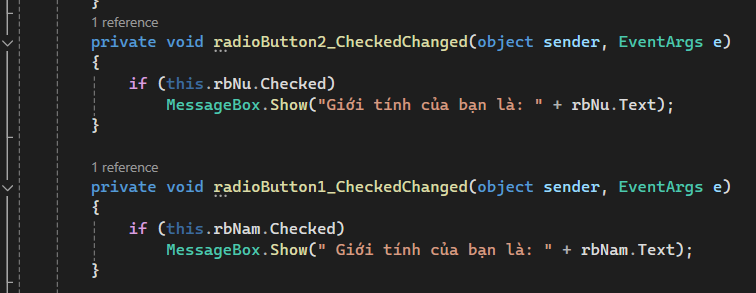 }
1 reference
private void radioButton2_CheckedChanged(object sender, EventArgs e)
{
if (this.rbNu.Checked)
MessageBox.Show("Giới tính của bạn là: " + rbNu.Text);
}
1 reference
private void radioButton1_CheckedChanged(object sender, EventArgs e)
{
if (this.rbNam.Checked)
MessageBox.Show(" Giới tính của bạn là: " + rbNam.Text);
}